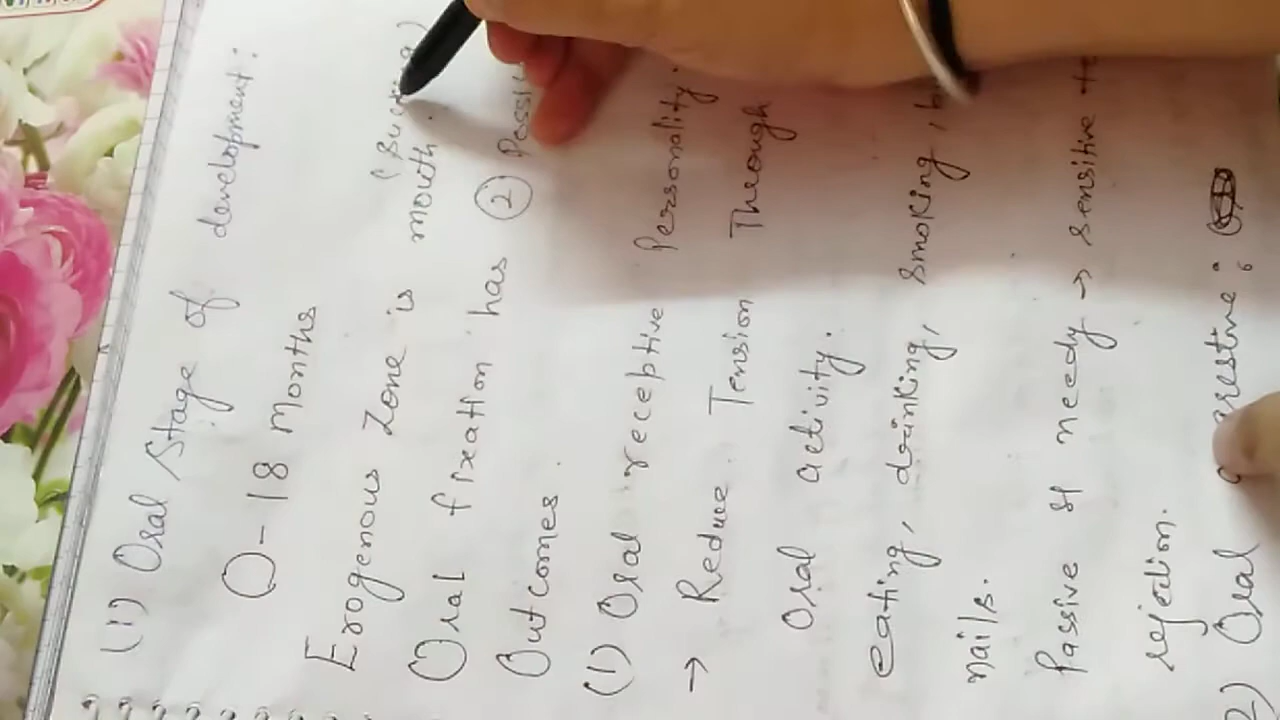 (1) Oral Stage of development:
0-18 Months
(Sucking)
Erogenous Zone is mouth.
Oral fixation has ② Possi
Outcomes.
(1) Oral receptive Personality.
→ Reduce Tension Through
Oral activity.
eating, drinking, smoking, bi
nails.
Passive & needy → sensitive to
rejection.
2) Oral